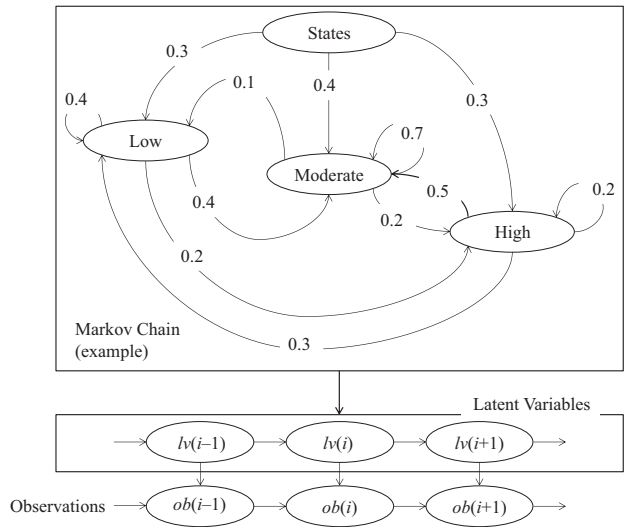 States
0.3
0.4
0.1
0.4
0.3
0.7
Low
Moderate
0.4
0.2
0.5
0.2
High
0.2
0.3
Markov Chain
(example)
Latent Variables
lv(i–1) lv(i) lv(i+1)
Observations ob(i–1) ob(i) ob(i+1)